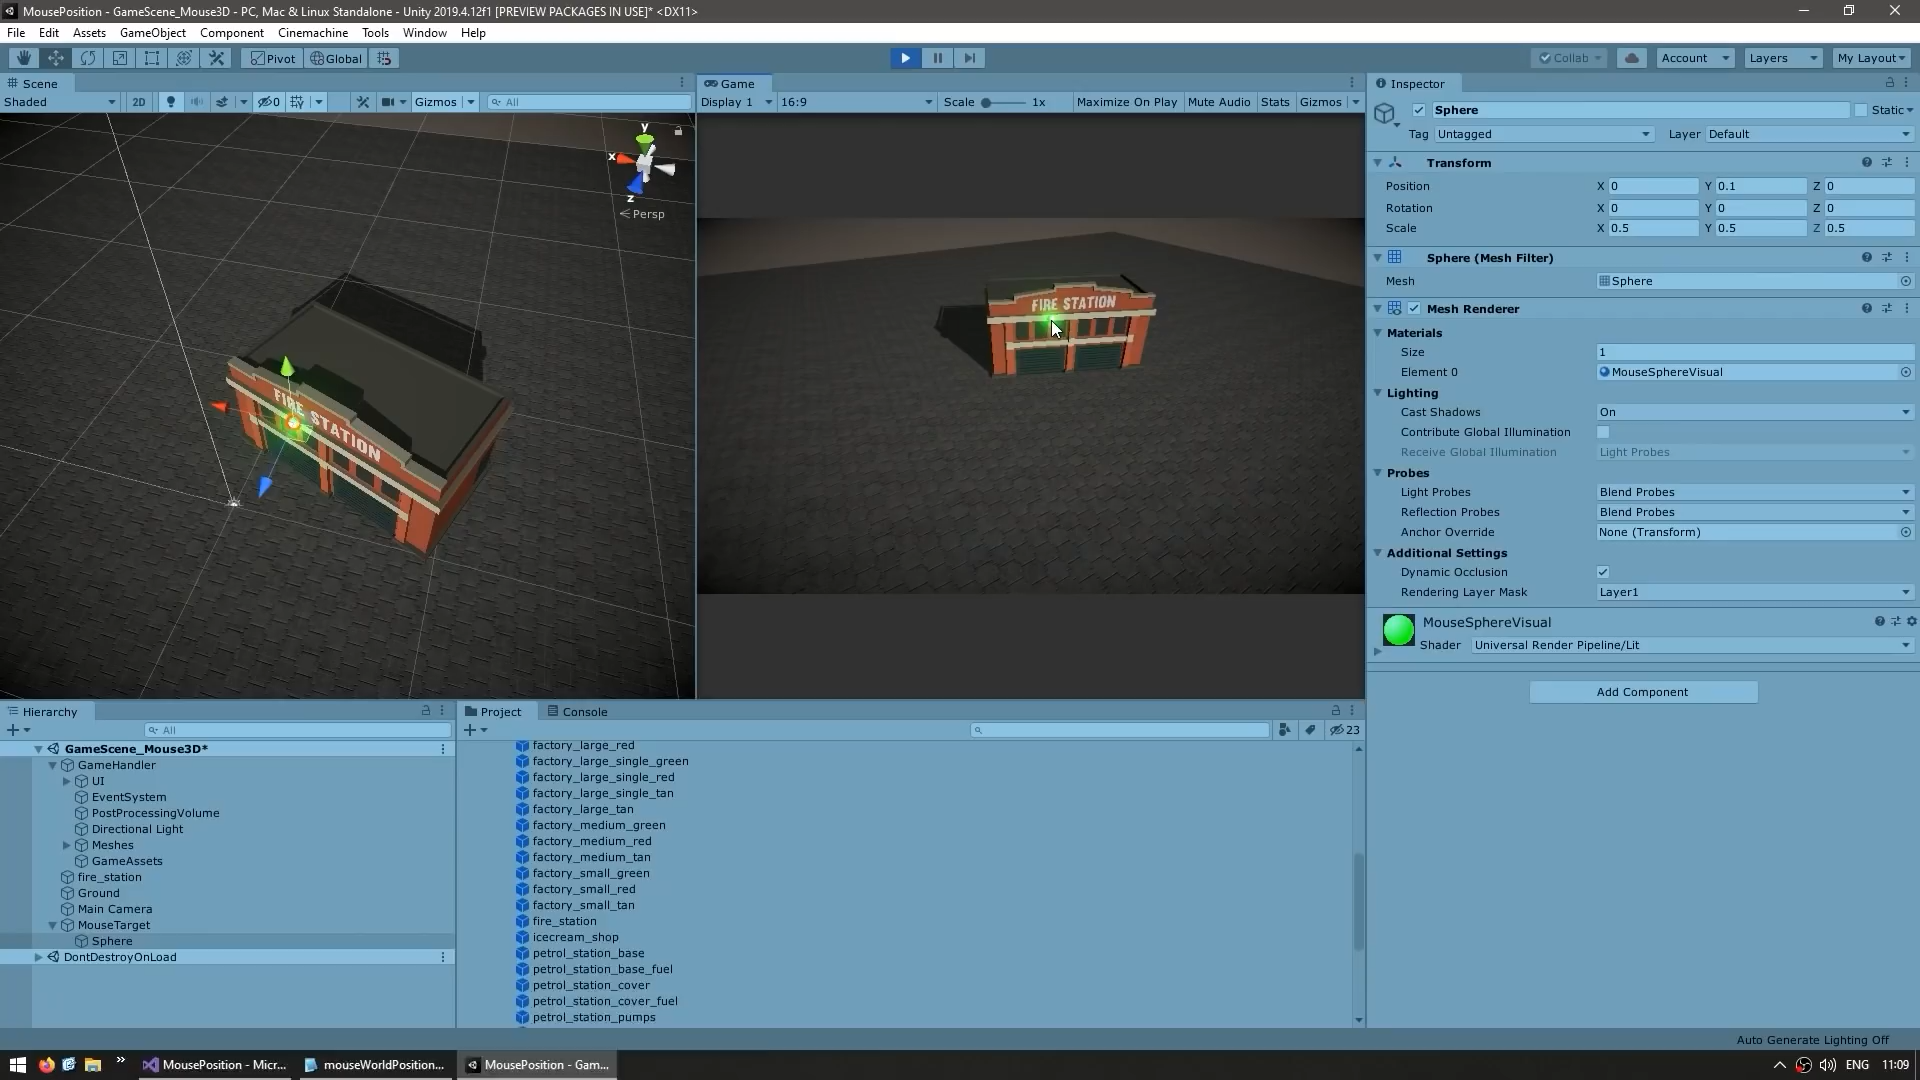 MousePosition - GameScene_Mouse3D - PC, Mac & Linux Standalone - Unity 2019.4.12f1 [PREVIEW PACKAGES IN USE]* <DX11>
File Edit Assets GameObject Component Cinemachine Tools Window Help
Pivot Global Collab Account Layers My Layout
Scene
Shaded 2D 0 Gizmos All
y
x
z
Persp
FIRE STATION
Game
Display 1 16:9 Scale 1x Maximize On Play Mute Audio Stats Gizmos
FIRE STATION
Inspector
Sphere Static
Tag Untagged Layer Default
Transform
Position X 0 Y 0.1 Z 0
Rotation X 0 Y 0 Z 0
Scale X 0.5 Y 0.5 Z 0.5
Sphere (Mesh Filter)
Mesh Sphere
Mesh Renderer
Materials
Size 1
Element 0 MouseSphereVisual
Lighting
Cast Shadows On
Contribute Global Illumination
Receive Global Illumination Light Probes
Probes
Light Probes Blend Probes
Reflection Probes Blend Probes
Anchor Override None (Transform)
Additional Settings
Dynamic Occlusion
Rendering Layer Mask Layer1
MouseSphereVisual
Shader Universal Render Pipeline/Lit
Add Component
Hierarchy
All
GameScene_Mouse3D*
GameHandler
UI
EventSystem
PostProcessingVolume
Directional Light
Meshes
GameAssets
fire_station
Ground
Main Camera
MouseTarget
Sphere
DontDestroyOnLoad
Project Console
23
factory_large_red
factory_large_single_green
factory_large_single_red
factory_large_single_tan
factory_large_tan
factory_medium_green
factory_medium_red
factory_medium_tan
factory_small_green
factory_small_red
factory_small_tan
fire_station
icecream_shop
petrol_station_base
petrol_station_base_fuel
petrol_station_cover
petrol_station_cover_fuel
petrol_station_pumps
Auto Generate Lighting Off
MousePosition - Micr... mouseWorldPosition... MousePosition - Gam... ENG 11:09